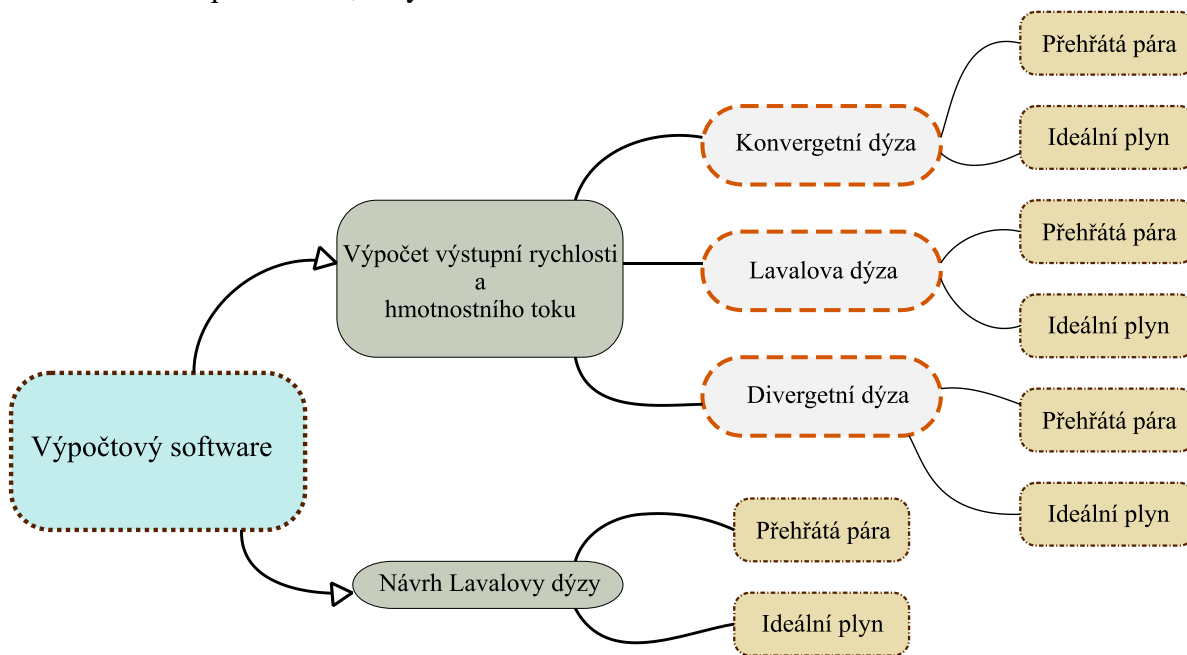 Přehřátá pára
Konvergetní dýza
Ideální plyn
Výpočet výstupní rychlosti
a
hmotnostního toku
Přehřátá pára
Lavalova dýza
Ideální plyn
Divergetní dýza
Přehřátá pára
Ideální plyn
Výpočtový software
Návrh Lavalovy dýzy
Přehřátá pára
Ideální plyn